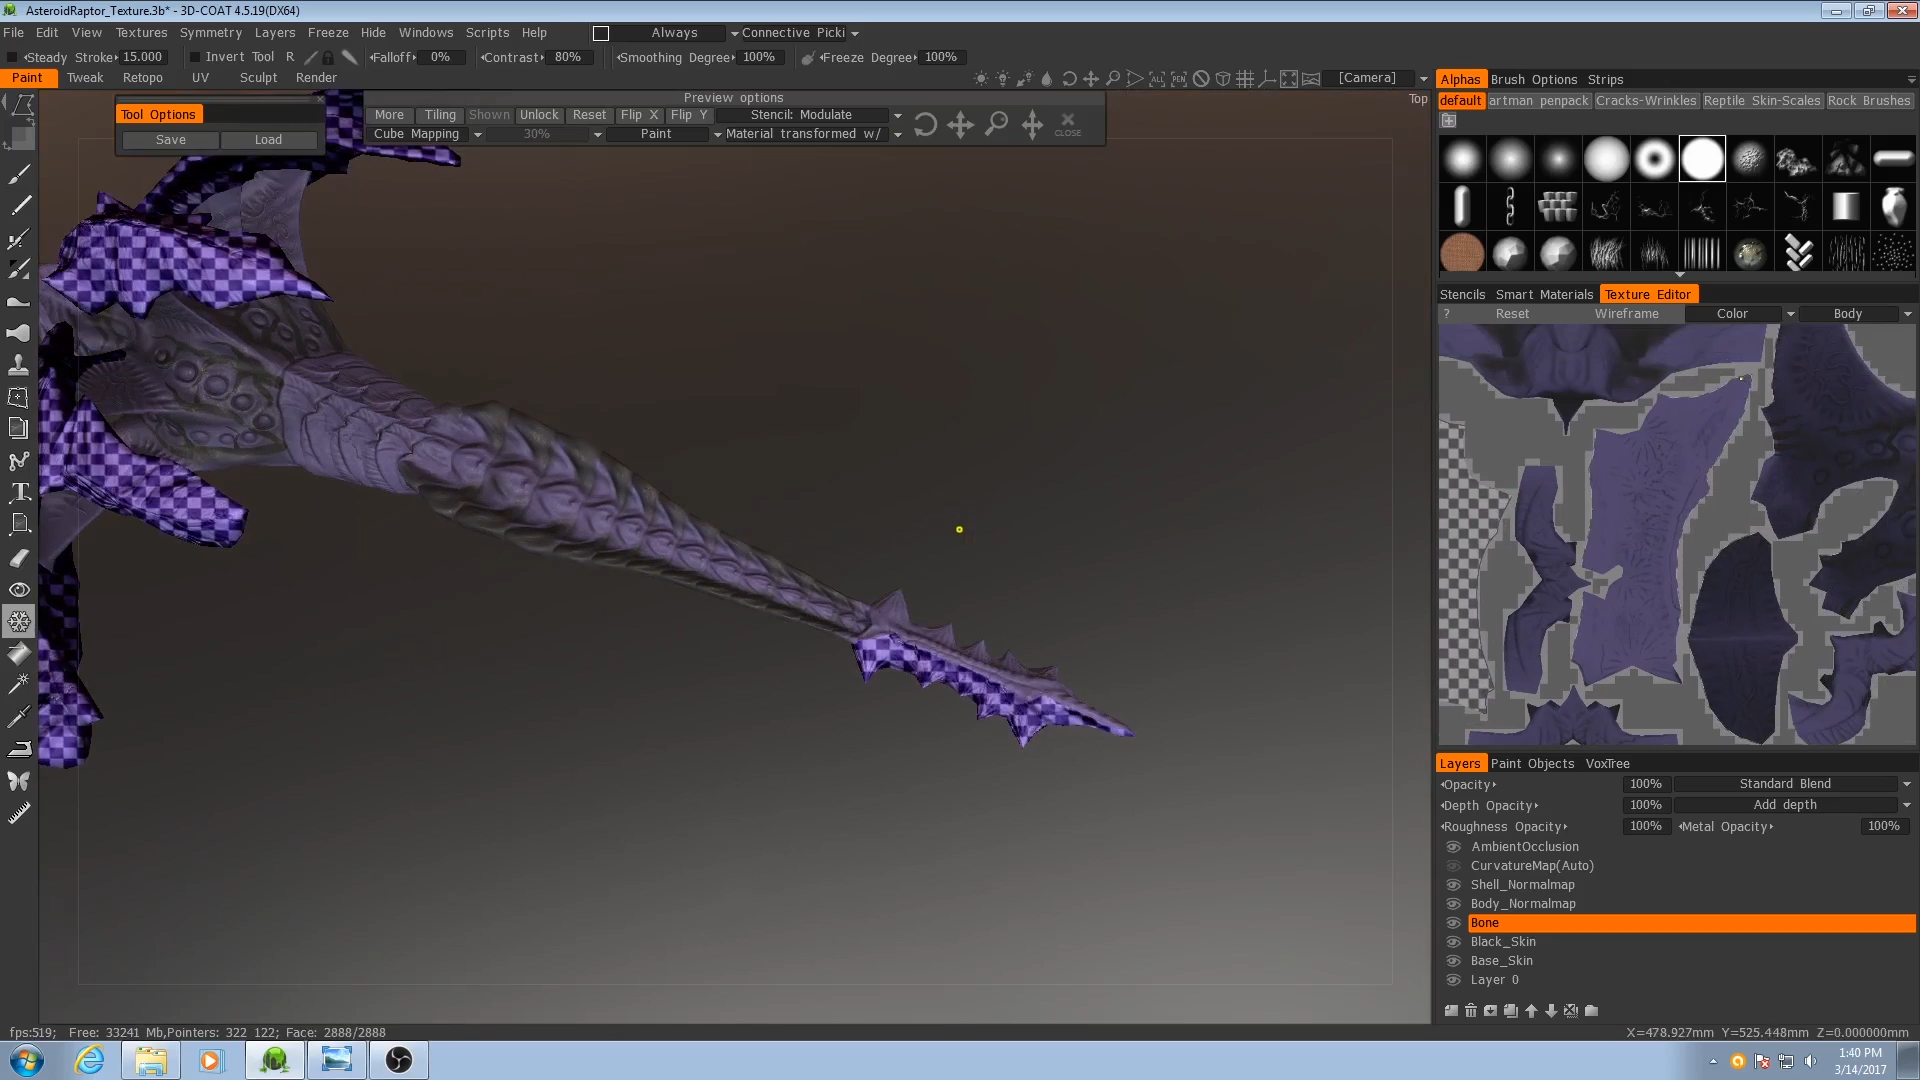 AsteroidRaptor_Texture.3b* - 3D-COAT 4.5.19(DX64)
File Edit View Textures Symmetry Layers Freeze Hide Windows Scripts Help Always Connective Picki
Steady Stroke 15.000 Invert Tool R Falloff 0% Contrast 80% Smoothing Degree 100% Freeze Degree 100%
Paint Tweak Retopo UV Sculpt Render [Camera]
Alphas Brush Options Strips
Preview options
Top
default artman penpack Cracks-Wrinkles Reptile Skin-Scales Rock Brushes
Tool Options
More Tiling Shown Unlock Reset Flip X Flip Y Stencil: Modulate
Cube Mapping 30% Paint Material transformed w/ CLOSE
Save Load
Stencils Smart Materials Texture Editor
? Reset Wireframe Color Body
Layers Paint Objects VoxTree
Opacity 100% Standard Blend
Depth Opacity 100% Add depth
Roughness Opacity 100% Metal Opacity 100%
AmbientOcclusion
CurvatureMap(Auto)
Shell_Normalmap
Body_Normalmap
Bone
Black_Skin
Base_Skin
Layer 0
fps:519; Free: 33241 Mb,Pointers: 322 122; Face: 2888/2888
X=478.927mm Y=525.448mm Z=0.000000mm
1:40 PM
3/14/2017